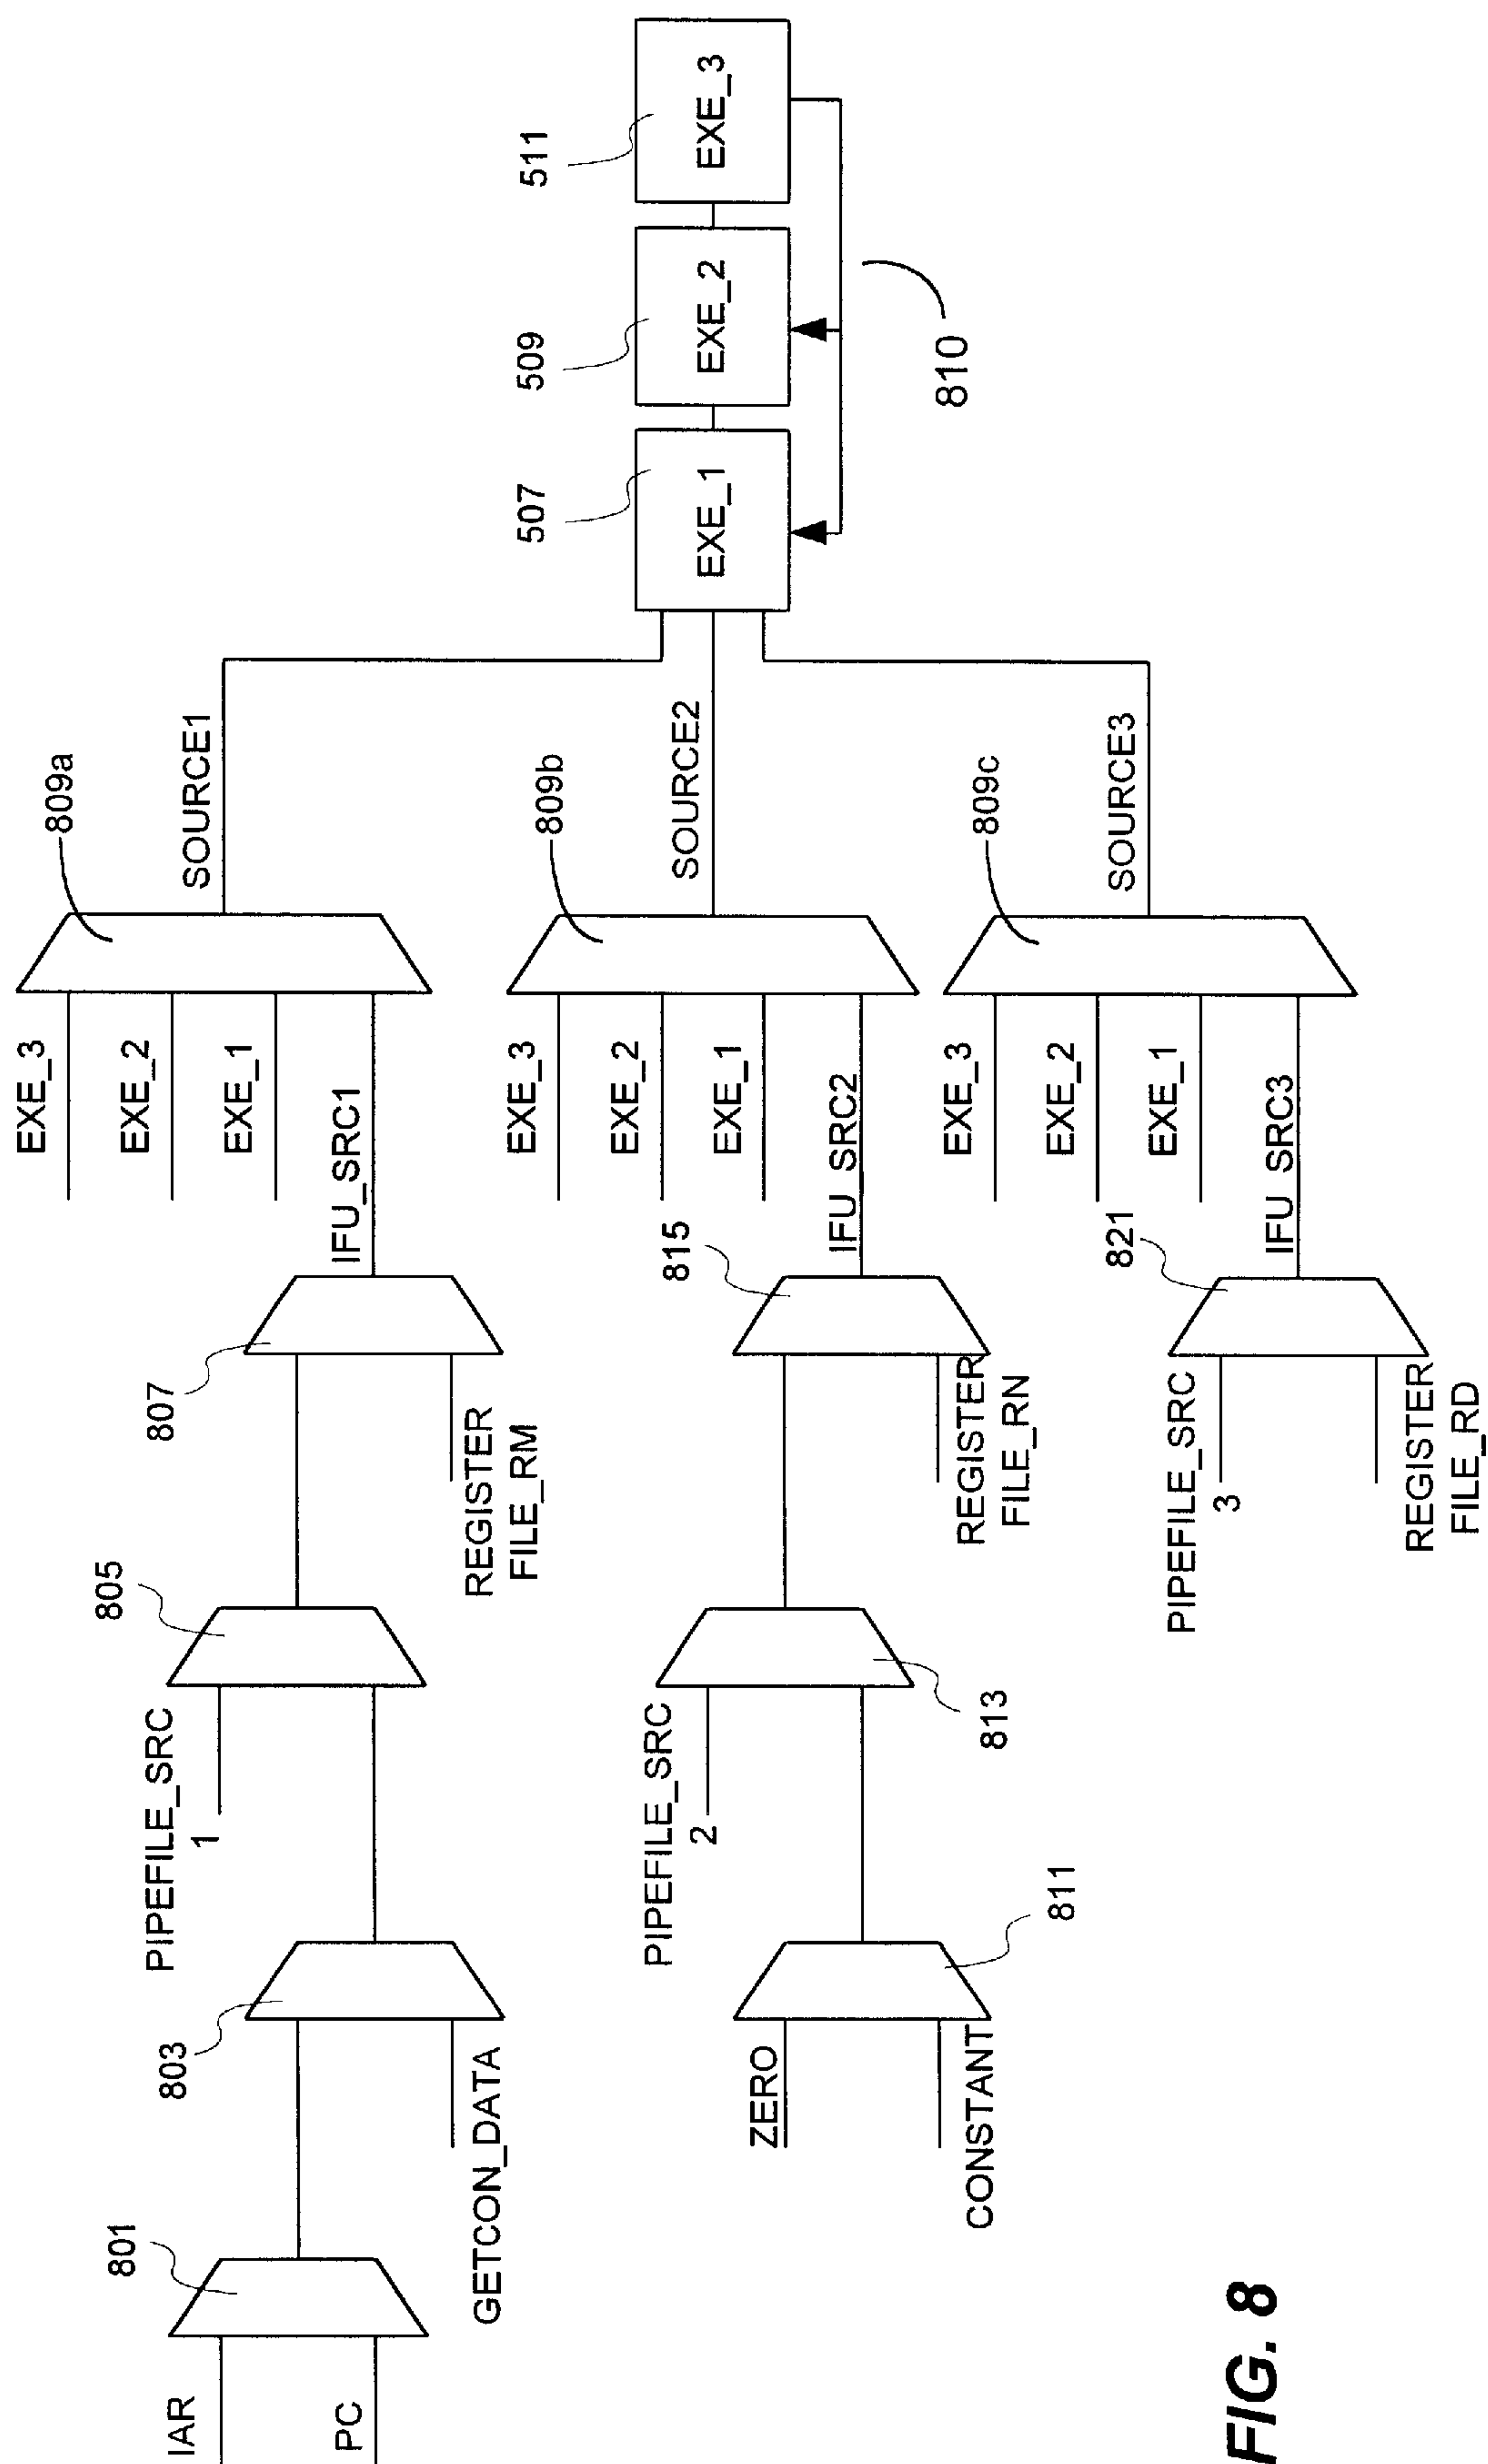 IAR
PC
801
803
GETCON_DATA
PIPEFILE_SRC
1
805
807
REGISTER
FILE_RM
IFU_SRC1
EXE_3
EXE_2
EXE_1
809a
SOURCE1
ZERO
CONSTANT
811
PIPEFILE_SRC
2
813
815
REGISTER
FILE_RN
IFU_SRC2
EXE_3
EXE_2
EXE_1
809b
SOURCE2
PIPEFILE_SRC
3
821
REGISTER
FILE_RD
IFU_SRC3
EXE_3
EXE_2
EXE_1
809c
SOURCE3
507
EXE_1
509
EXE_2
511
EXE_3
810
FIG. 8